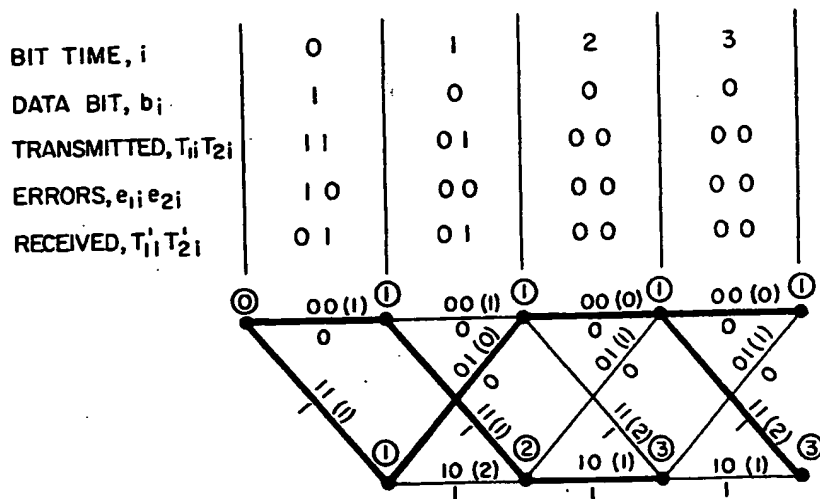 BIT TIME, i 0 1 2 3
DATA BIT, bi 1 0 0 0
TRANSMITTED, T1i T2i 11 01 00 00
ERRORS, e1i e2i 10 00 00 00
RECEIVED, T'1i T'2i 01 01 00 00
0 1 1 1 1
00(1) 00(1) 00(0) 00(0)
0 0 0 0
01(0) 01(1) 01(1)
0 0 0
11(1) 11(1) 11(2) 11(2)
1 1 1 1
1 2 3 3
10(2) 10(1) 10(1)
1 1 1